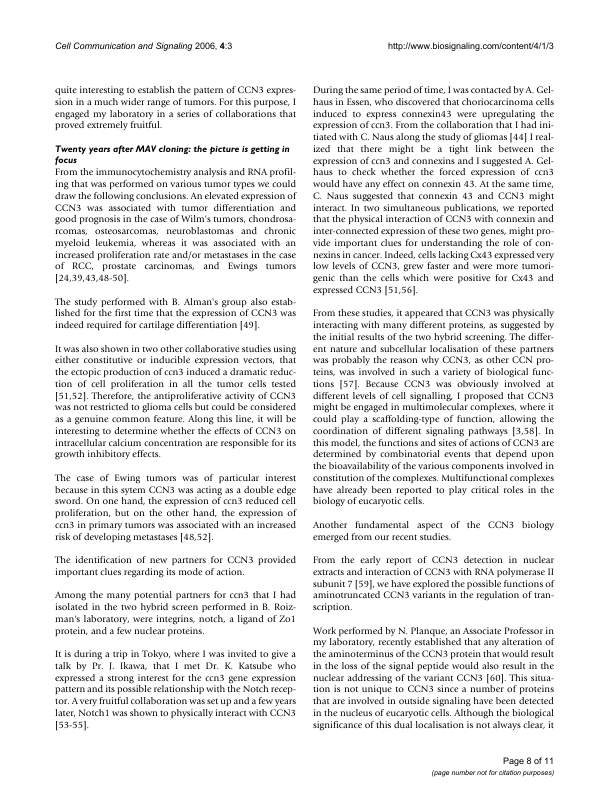 Cell Communication and Signaling 2006, 4:3
http://www.biosignaling.com/content/4/1/3
quite interesting to establish the pattern of CCN3 expres-
sion in a much wider range of tumors. For this purpose, I
engaged my laboratory in a series of collaborations that
proved extremely fruitful.
Twenty years after MAV cloning: the picture is getting in
focus
From the immunocytochemistry analysis and RNA profil-
ing that was performed on various tumor types we could
draw the following conclusions. An elevated expression of
CCN3 was associated with tumor differentiation and
good prognosis in the case of Wilm's tumors, chondrosa-
rcomas, osteosarcomas, neuroblastomas and chronic
myeloid leukemia, whereas it was associated with an
increased proliferation rate and/or metastases in the case
of RCC, prostate carcinomas, and Ewings tumors
[24,39,43,48-50].
The study performed with B. Alman's group also estab-
lished for the first time that the expression of CCN3 was
indeed required for cartilage differentiation [49].
It was also shown in two other collaborative studies using
either constitutive or inducible expression vectors, that
the ectopic production of ccn3 induced a dramatic reduc-
tion of cell proliferation in all the tumor cells tested
[51,52]. Therefore, the antiproliferative activity of CCN3
was not restricted to glioma cells but could be considered
as a genuine common feature. Along this line, it will be
interesting to determine whether the effects of CCN3 on
intracellular calcium concentration are responsible for its
growth inhibitory effects.
The case of Ewing tumors was of particular interest
because in this sytem CCN3 was acting as a double edge
sword. On one hand, the expression of ccn3 reduced cell
proliferation, but on the other hand, the expression of
ccn3 in primary tumors was associated with an increased
risk of developing metastases [48,52].
The identification of new partners for CCN3 provided
important clues regarding its mode of action.
Among the many potential partners for ccn3 that I had
isolated in the two hybrid screen performed in B. Roiz-
man's laboratory, were integrins, notch, a ligand of Zo1
protein, and a few nuclear proteins.
It is during a trip in Tokyo, where I was invited to give a
talk by Pr. J. Ikawa, that I met Dr. K. Katsube who
expressed a strong interest for the ccn3 gene expression
pattern and its possible relationship with the Notch recep-
tor. A very fruitful collaboration was set up and a few years
later, Notch1 was shown to physically interact with CCN3
[53-55].
During the same period of time, I was contacted by A. Gel-
haus in Essen, who discovered that choriocarcinoma cells
induced to express connexin43 were upregulating the
expression of ccn3. From the collaboration that I had ini-
tiated with C. Naus along the study of gliomas [44] I real-
ized that there might be a tight link between the
expression of ccn3 and connexins and I suggested A. Gel-
haus to check whether the forced expression of ccn3
would have any effect on connexin 43. At the same time,
C. Naus suggested that connexin 43 and CCN3 might
interact. In two simultaneous publications, we reported
that the physical interaction of CCN3 with connexin and
inter-connected expression of these two genes, might pro-
vide important clues for understanding the role of con-
nexins in cancer. Indeed, cells lacking Cx43 expressed very
low levels of CCN3, grew faster and were more tumori-
genic than the cells which were positive for Cx43 and
expressed CCN3 [51,56].
From these studies, it appeared that CCN3 was physically
interacting with many different proteins, as suggested by
the initial results of the two hybrid screening. The differ-
ent nature and subcellular localisation of these partners
was probably the reason why CCN3, as other CCN pro-
teins, was involved in such a variety of biological func-
tions [57]. Because CCN3 was obviously involved at
different levels of cell signalling, I proposed that CCN3
might be engaged in multimolecular complexes, where it
could play a scaffolding-type of function, allowing the
coordination of different signaling pathways [3,58]. In
this model, the functions and sites of actions of CCN3 are
determined by combinatorial events that depend upon
the bioavailability of the various components involved in
constitution of the complexes. Multifunctional complexes
have already been reported to play critical roles in the
biology of eucaryotic cells.
Another fundamental aspect of the CCN3 biology
emerged from our recent studies.
From the early report of CCN3 detection in nuclear
extracts and interaction of CCN3 with RNA polymerase II
subunit 7 [59], we have explored the possible functions of
aminotruncated CCN3 variants in the regulation of tran-
scription.
Work performed by N. Planque, an Associate Professor in
my laboratory, recently established that any alteration of
the aminoterminus of the CCN3 protein that would result
in the loss of the signal peptide would also result in the
nuclear addressing of the variant CCN3 [60]. This situa-
tion is not unique to CCN3 since a number of proteins
that are involved in outside signaling have been detected
in the nucleus of eucaryotic cells. Although the biological
significance of this dual localisation is not always clear, it
Page 8 of 11
(page number not for citation purposes)